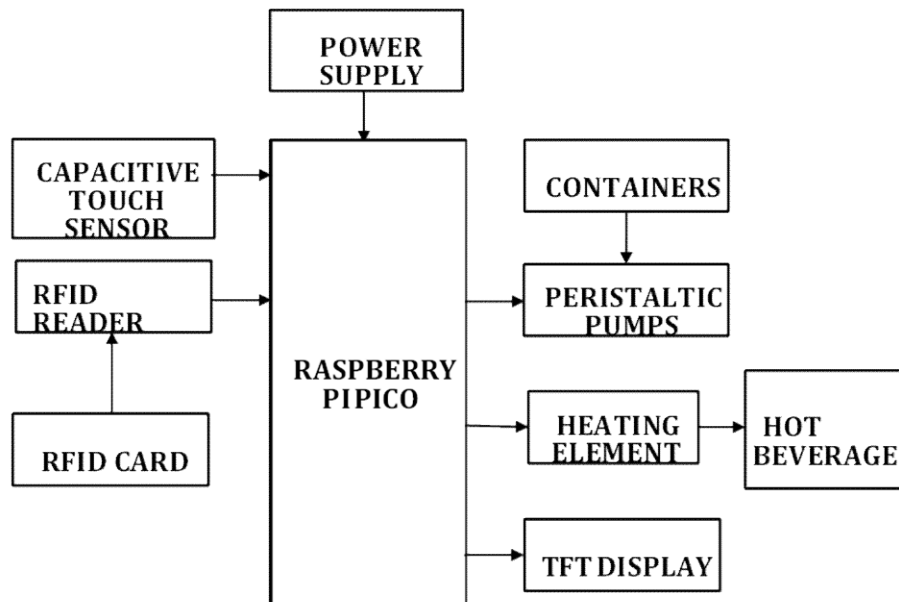 POWER
SUPPLY
CAPACITIVE
TOUCH
SENSOR
RFID
READER
RFID CARD
RASPBERRY
PIPICO
CONTAINERS
PERISTALTIC
PUMPS
HEATING
ELEMENT
HOT
BEVERAGE
TFT DISPLAY